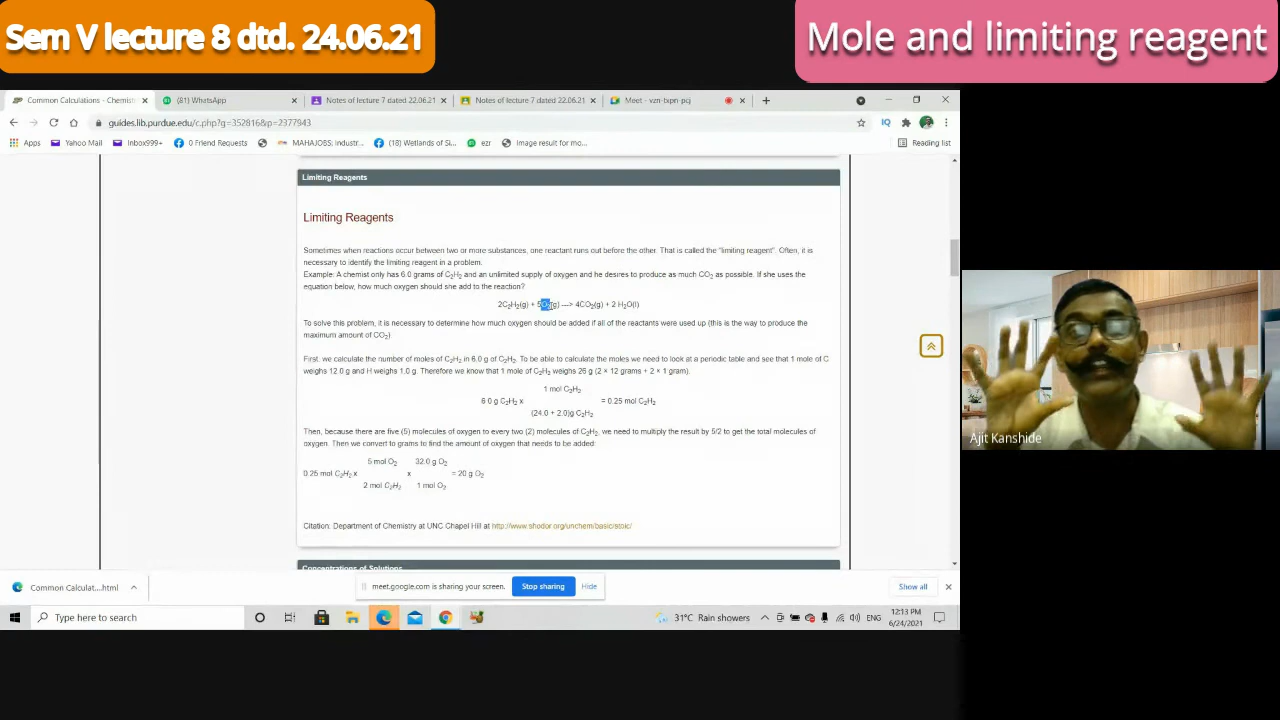 Sem V lecture 8 dtd. 24.06.21
Mole and limiting reagent
Common Calculations - Chemist
(81) WhatsApp
Notes of lecture 7 dated 22.06.21
Notes of lecture 7 dated 22.06.21
Meet - vzn-txpn-pcj
guides.lib.purdue.edu/c.php?g=352816&p=2377943
Apps
Yahoo Mail
Inbox999+
0 Friend Requests
MAHAJOBS: Industr...
(18) Wetlands of Si...
ezr
Image result for mo...
Reading list
Limiting Reagents
Limiting Reagents
Sometimes when reactions occur between two or more substances, one reactant runs out before the other. That is called the "limiting reagent". Often, it is
necessary to identify the limiting reagent in a problem.
Example: A chemist only has 6.0 grams of C2H2 and an unlimited supply of oxygen and he desires to produce as much CO2 as possible. If she uses the
equation below, how much oxygen should she add to the reaction?
2C2H2(g) + 5O2(g) ---> 4CO2(g) + 2 H2O(l)
To solve this problem, it is necessary to determine how much oxygen should be added if all of the reactants were used up (this is the way to produce the
maximum amount of CO2)
First, we calculate the number of moles of C2H2 in 6.0 g of C2H2. To be able to calculate the moles we need to look at a periodic table and see that 1 mole of C
weighs 12.0 g and H weighs 1.0 g. Therefore we know that 1 mole of C2H2 weighs 26 g (2 × 12 grams + 2 × 1 gram).
1 mol C2H2
6.0 g C2H2 x = 0.25 mol C2H2
(24.0 + 2.0)g C2H2
Then, because there are five (5) molecules of oxygen to every two (2) molecules of C2H2, we need to multiply the result by 5/2 to get the total molecules of
oxygen. Then we convert to grams to find the amount of oxygen that needs to be added:
5 mol O2 32.0 g O2
0.25 mol C2H2 x x = 20 g O2
2 mol C2H2 1 mol O2
Citation: Department of Chemistry at UNC Chapel Hill at http://www.shodor.org/unchem/basic/stoic/
Concentrations of Solutions
Ajit Kanshide
Common Calculat....html
meet.google.com is sharing your screen.
Stop sharing
Hide
Show all
Type here to search
31°C Rain showers
ENG
12:13 PM
6/24/2021